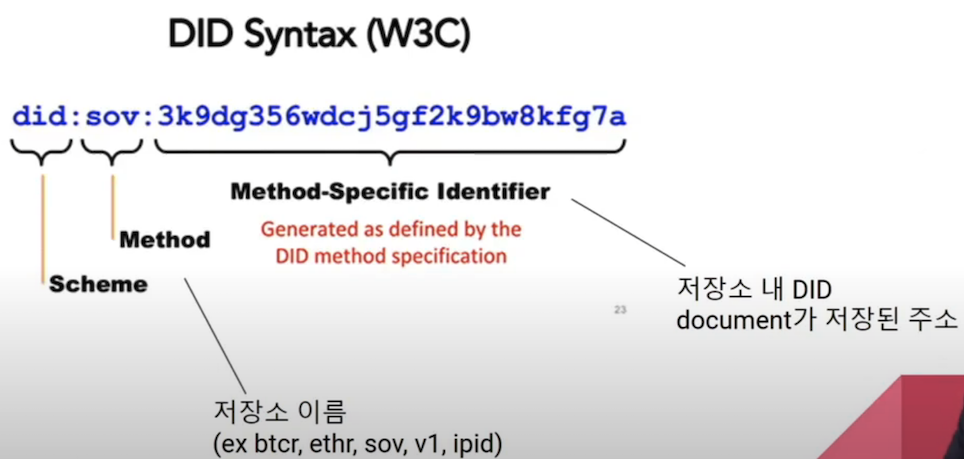 DID Syntax (W3C)
did:sov:3k9dg356wdcj5gf2k9bw8kfg7a
Method-Specific Identifier
Generated as defined by the
DID method specification
Method
Scheme
저장소 내 DID
document가 저장된 주소
23
저장소 이름
(ex btcr, ethr, sov, v1, ipid)